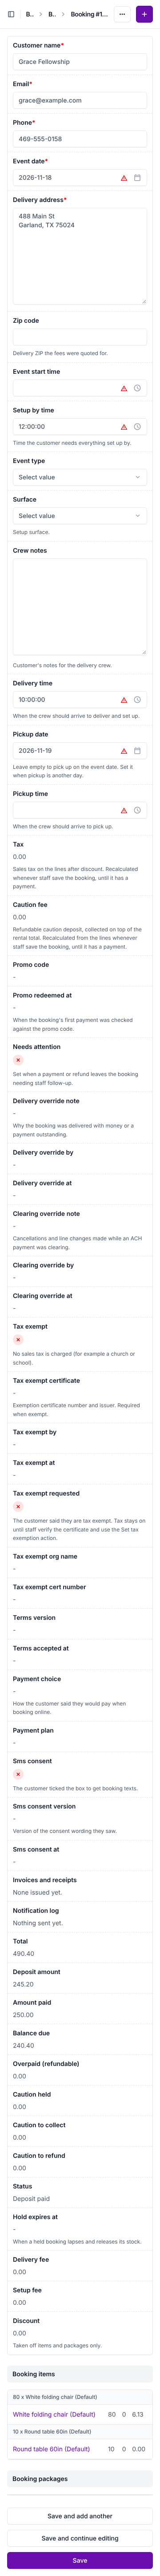 B... > B... > Booking #1...
Customer name*
Grace Fellowship
Email*
grace@example.com
Phone*
469-555-0158
Event date*
2026-11-18
Delivery address*
488 Main St
Garland, TX 75024
Zip code
Delivery ZIP the fees were quoted for.
Event start time
Setup by time
12:00:00
Time the customer needs everything set up by.
Event type
Select value
Surface
Select value
Setup surface.
Crew notes
Customer's notes for the delivery crew.
Delivery time
10:00:00
When the crew should arrive to deliver and set up.
Pickup date
2026-11-19
Leave empty to pick up on the event date. Set it
when pickup is another day.
Pickup time
When the crew should arrive to pick up.
Tax
0.00
Sales tax on the lines after discount. Recalculated
whenever staff save the booking, until it has a
payment.
Caution fee
0.00
Refundable caution deposit, collected on top of the
rental total. Recalculated from the lines whenever
staff save the booking, until it has a payment.
Promo code
-
Promo redeemed at
-
When the booking's first payment was checked
against the promo code.
Needs attention
Set when a payment or refund leaves the booking
needing staff follow-up.
Delivery override note
-
Why the booking was delivered with money or a
payment outstanding.
Delivery override by
-
Delivery override at
-
Clearing override note
-
Cancellations and line changes made while an ACH
payment was clearing.
Clearing override by
-
Clearing override at
-
Tax exempt
No sales tax is charged (for example a church or
school).
Tax exempt certificate
-
Exemption certificate number and issuer. Required
when exempt.
Tax exempt by
-
Tax exempt at
-
Tax exempt requested
The customer said they are tax exempt. Tax stays on
until staff verify the certificate and use the Set tax
exemption action.
Tax exempt org name
-
Tax exempt cert number
-
Terms version
-
Terms accepted at
-
Payment choice
-
How the customer said they would pay when
booking online.
Payment plan
-
Sms consent
The customer ticked the box to get booking texts.
Sms consent version
-
Version of the consent wording they saw.
Sms consent at
-
Invoices and receipts
None issued yet.
Notification log
Nothing sent yet.
Total
490.40
Deposit amount
245.20
Amount paid
250.00
Balance due
240.40
Overpaid (refundable)
0.00
Caution held
0.00
Caution to collect
0.00
Caution to refund
0.00
Status
Deposit paid
Hold expires at
-
When a held booking lapses and releases its stock.
Delivery fee
0.00
Setup fee
0.00
Discount
0.00
Taken off items and packages only.
Booking items
80 x White folding chair (Default)
White folding chair (Default) 80 0 6.13
10 x Round table 60in (Default)
Round table 60in (Default) 10 0 0.00
Booking packages
Save and add another
Save and continue editing
Save